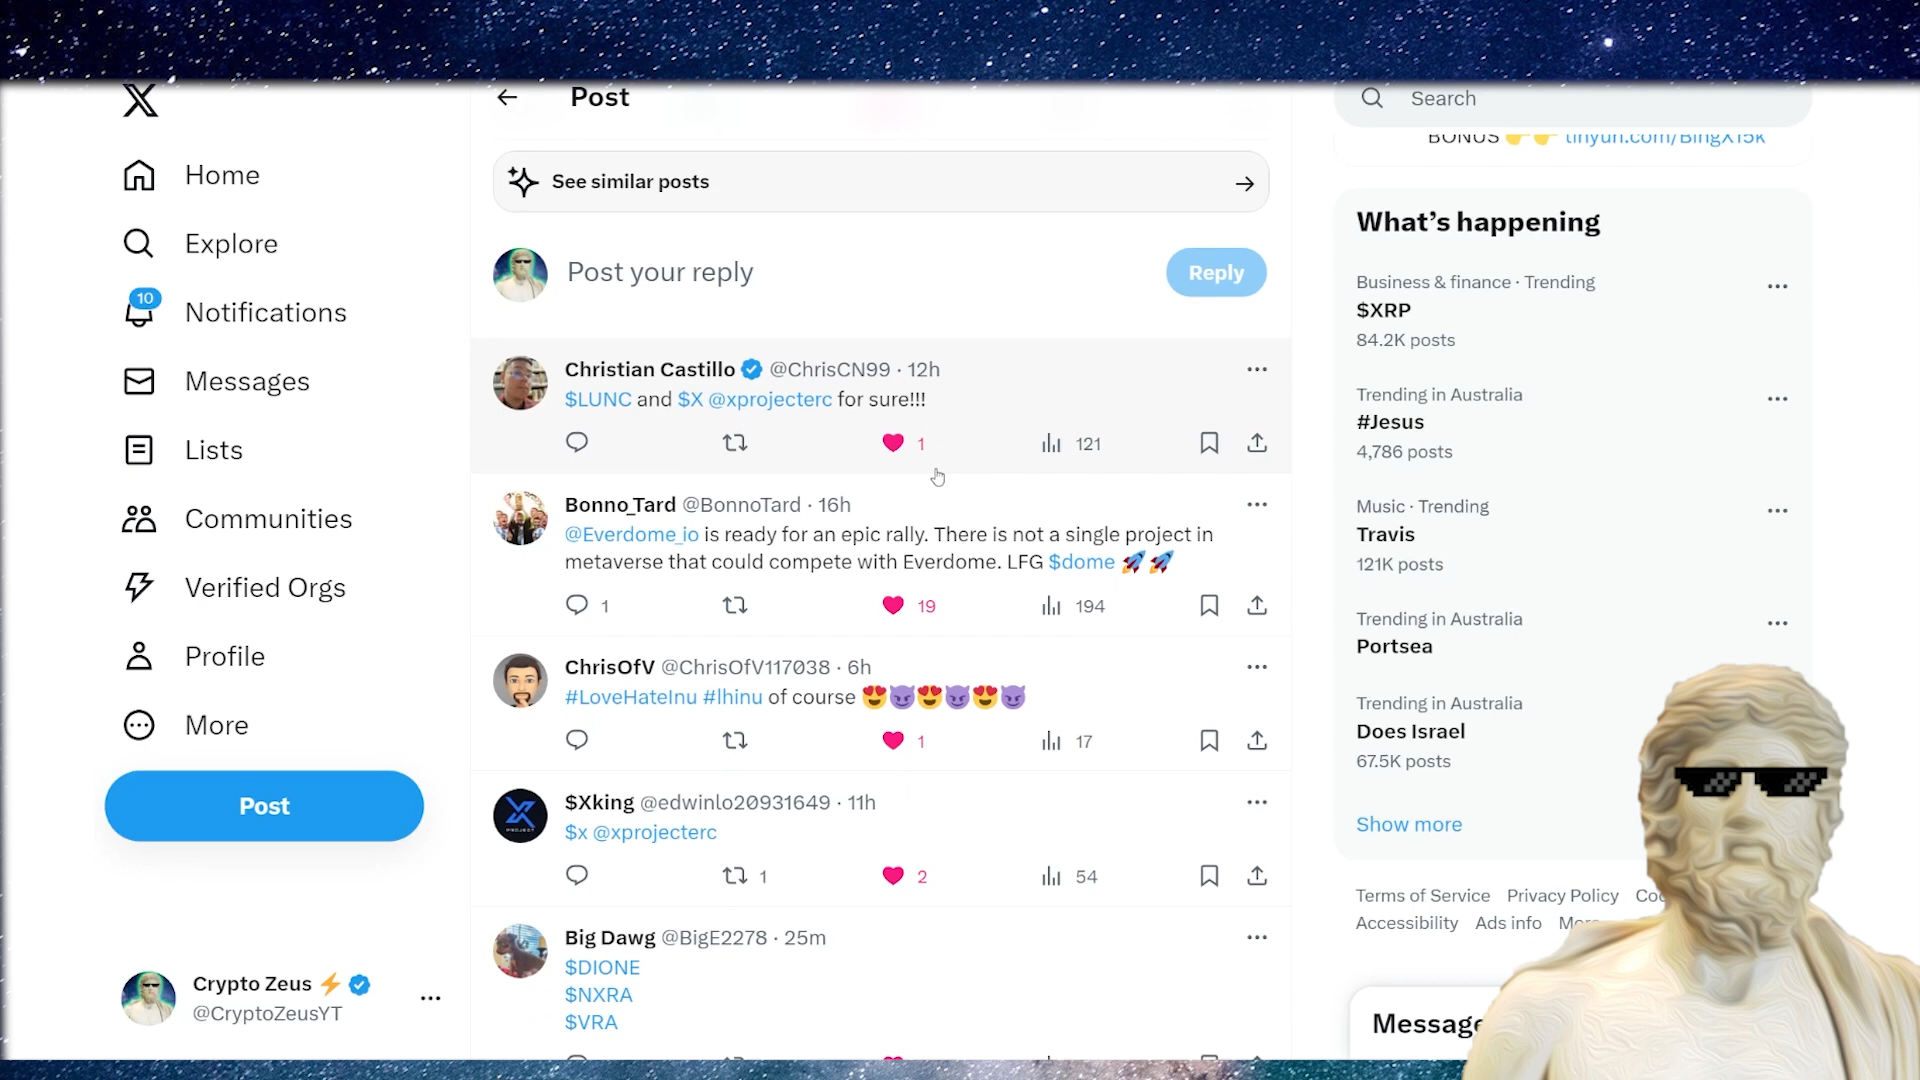 Post
Search
BONUS 👉👉 tinyurl.com/BingX15k
Home
Explore
10
Notifications
Messages
Lists
Communities
Verified Orgs
Profile
More
Post
Crypto Zeus ⚡
@CryptoZeusYT
See similar posts
Post your reply
Reply
Christian Castillo @ChrisCN99 · 12h
$LUNC and $X @xprojecterc for sure!!!
1 121
Bonno_Tard @BonnoTard · 16h
@Everdome_io is ready for an epic rally. There is not a single project in
metaverse that could compete with Everdome. LFG $dome 🚀🚀
1 19 194
ChrisOfV @ChrisOfV117038 · 6h
#LoveHateInu #lhinu of course 😍😈😍😈😍😈
1 17
$Xking @edwinlo20931649 · 11h
$x @xprojecterc
1 2 54
Big Dawg @BigE2278 · 25m
$DIONE
$NXRA
$VRA
What's happening
Business & finance · Trending
$XRP
84.2K posts
Trending in Australia
#Jesus
4,786 posts
Music · Trending
Travis
121K posts
Trending in Australia
Portsea
Trending in Australia
Does Israel
67.5K posts
Show more
Terms of Service Privacy Policy
Accessibility Ads info
Message